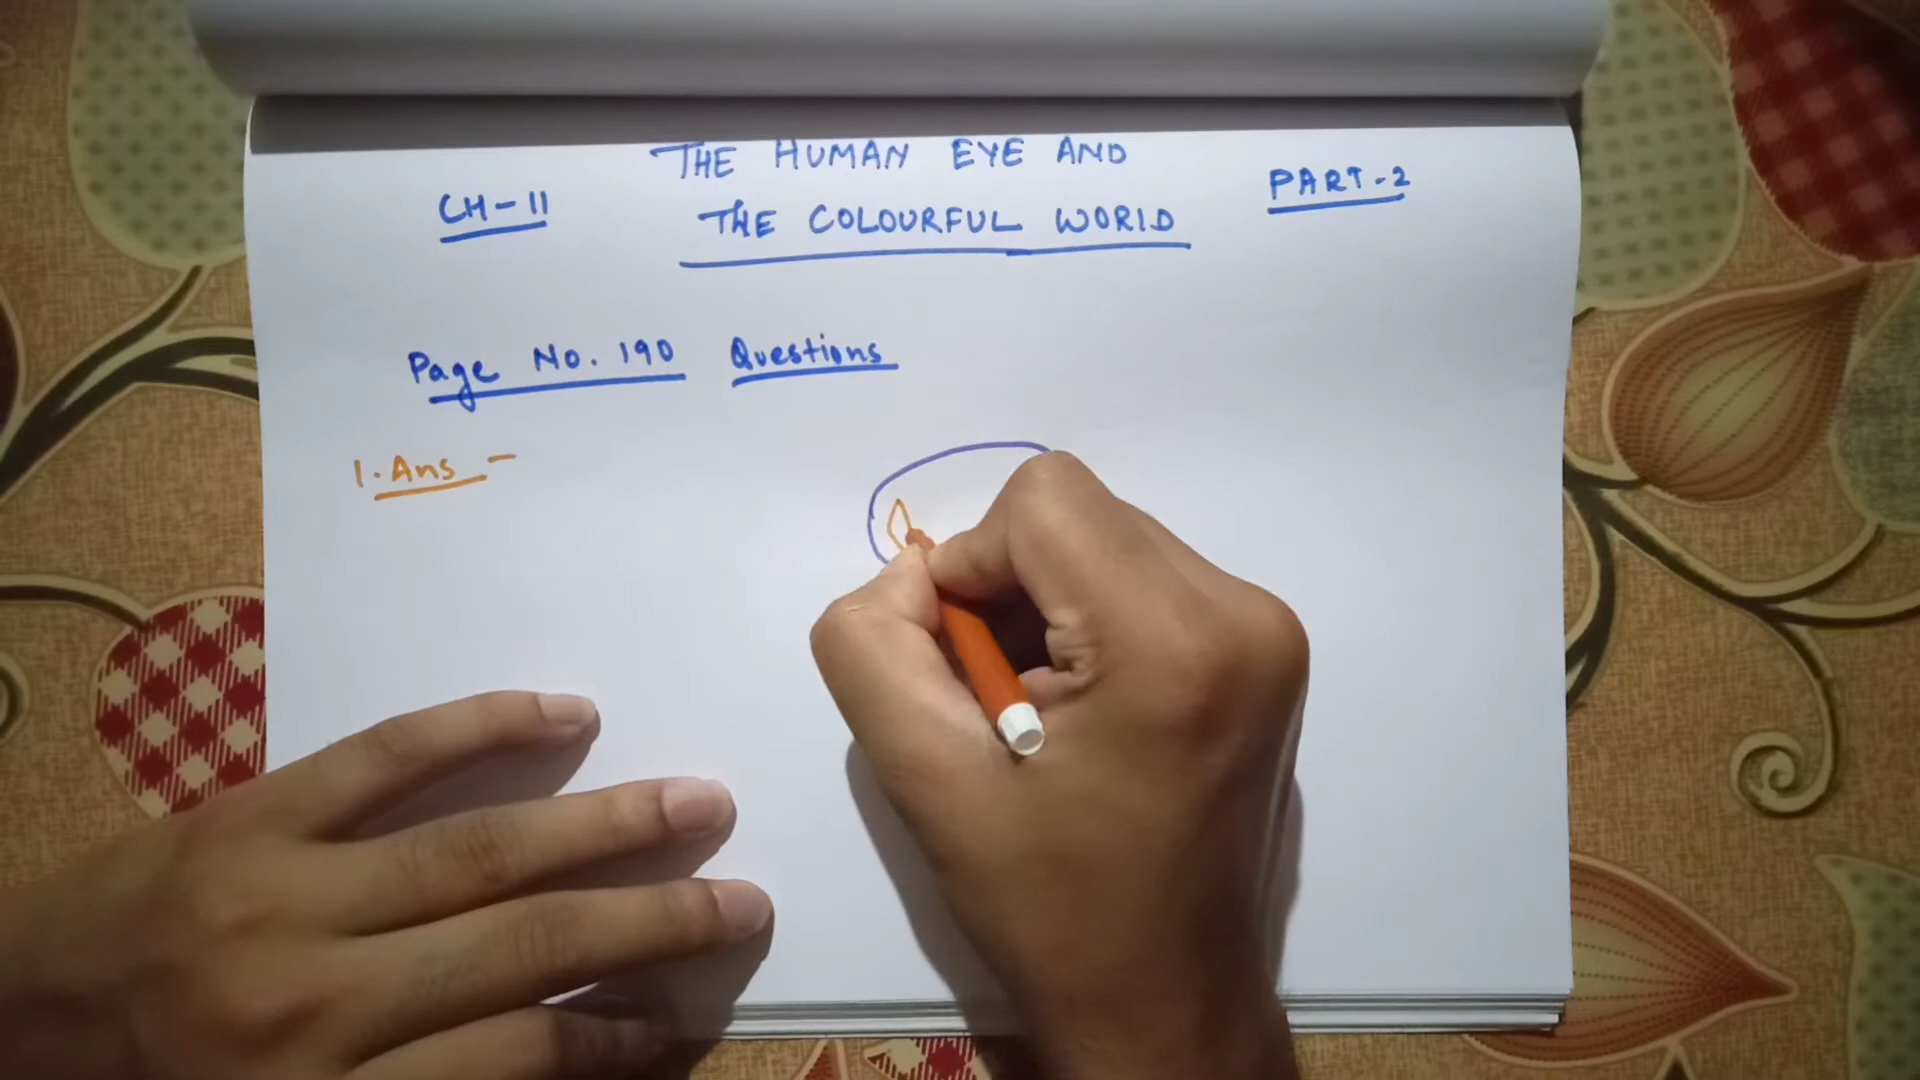 THE HUMAN EYE AND
CH-11
THE COLOURFUL WORLD
PART-2
Page No. 190 Questions
1. Ans -